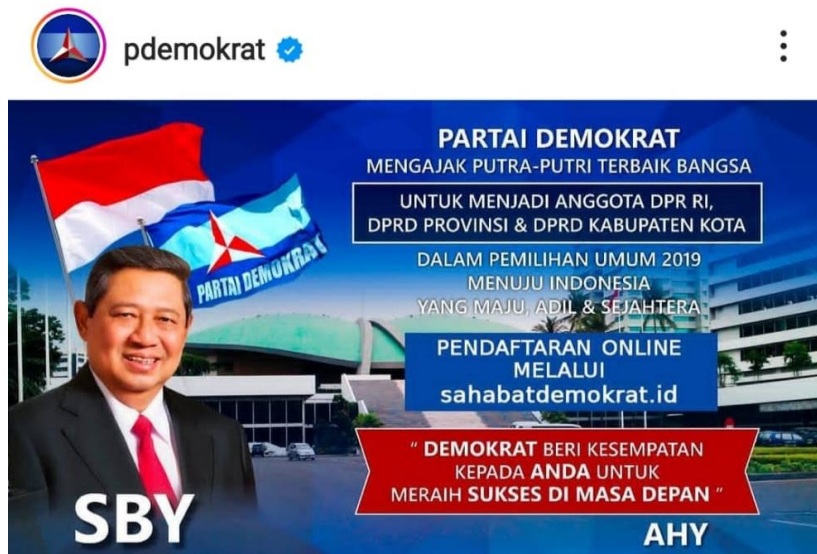 pdemokrat
PARTAI DEMOKRAT
PARTAI DEMOKRAT
MENGAJAK PUTRA-PUTRI TERBAIK BANGSA
UNTUK MENJADI ANGGOTA DPR RI,
DPRD PROVINSI & DPRD KABUPATEN KOTA
DALAM PEMILIHAN UMUM 2019
MENUJU INDONESIA
YANG MAJU, ADIL & SEJAHTERA
PENDAFTARAN ONLINE
MELALUI
sahabatdemokrat.id
" DEMOKRAT BERI KESEMPATAN
KEPADA ANDA UNTUK
MERAIH SUKSES DI MASA DEPAN "
SBY
AHY